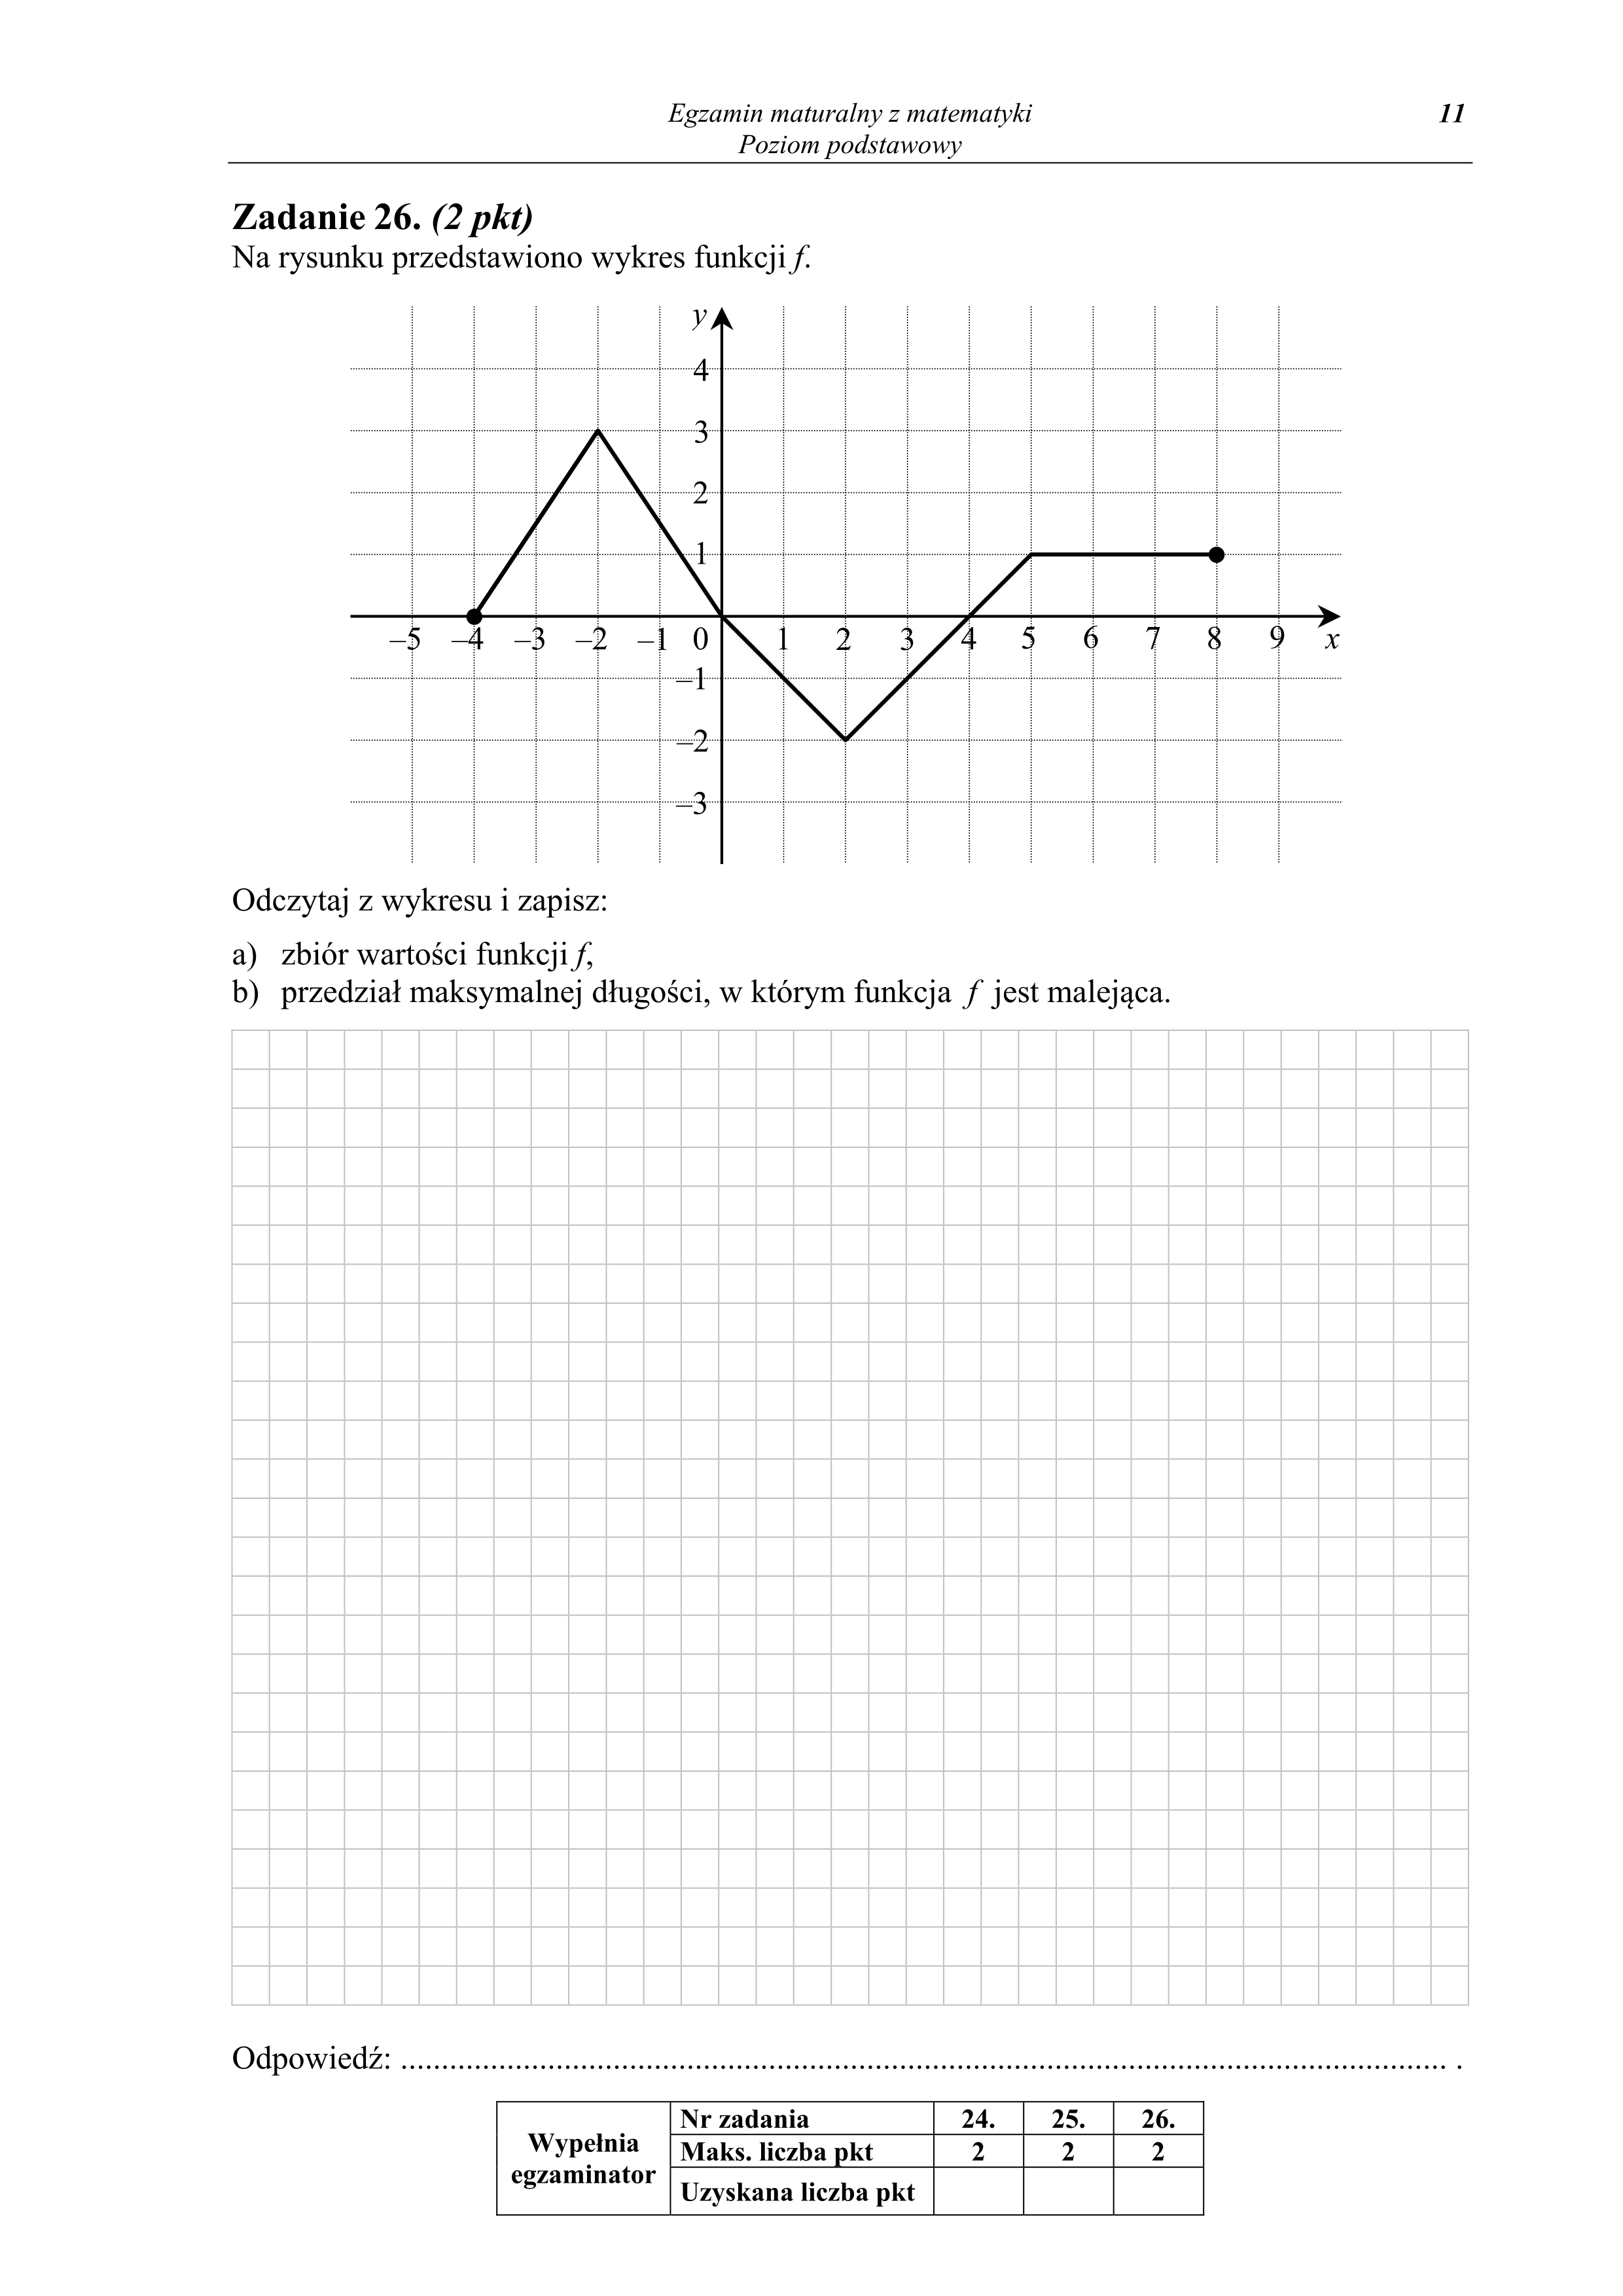 Egzamin maturalny z matematyki 11
Poziom podstawowy
Zadanie 26. (2 pkt)
Na rysunku przedstawiono wykres funkcji f.
y
4
3
2
1
–5 –4 –3 –2 –1 0 1 2 3 4 5 6 7 8 9 x
–1
–2
–3
Odczytaj z wykresu i zapisz:
a) zbiór wartości funkcji f,
b) przedział maksymalnej długości, w którym funkcja f jest malejąca.
Odpowiedź: ................................................................................................................................ .
Wypełnia egzaminator
Nr zadania 24. 25. 26.
Maks. liczba pkt 2 2 2
Uzyskana liczba pkt